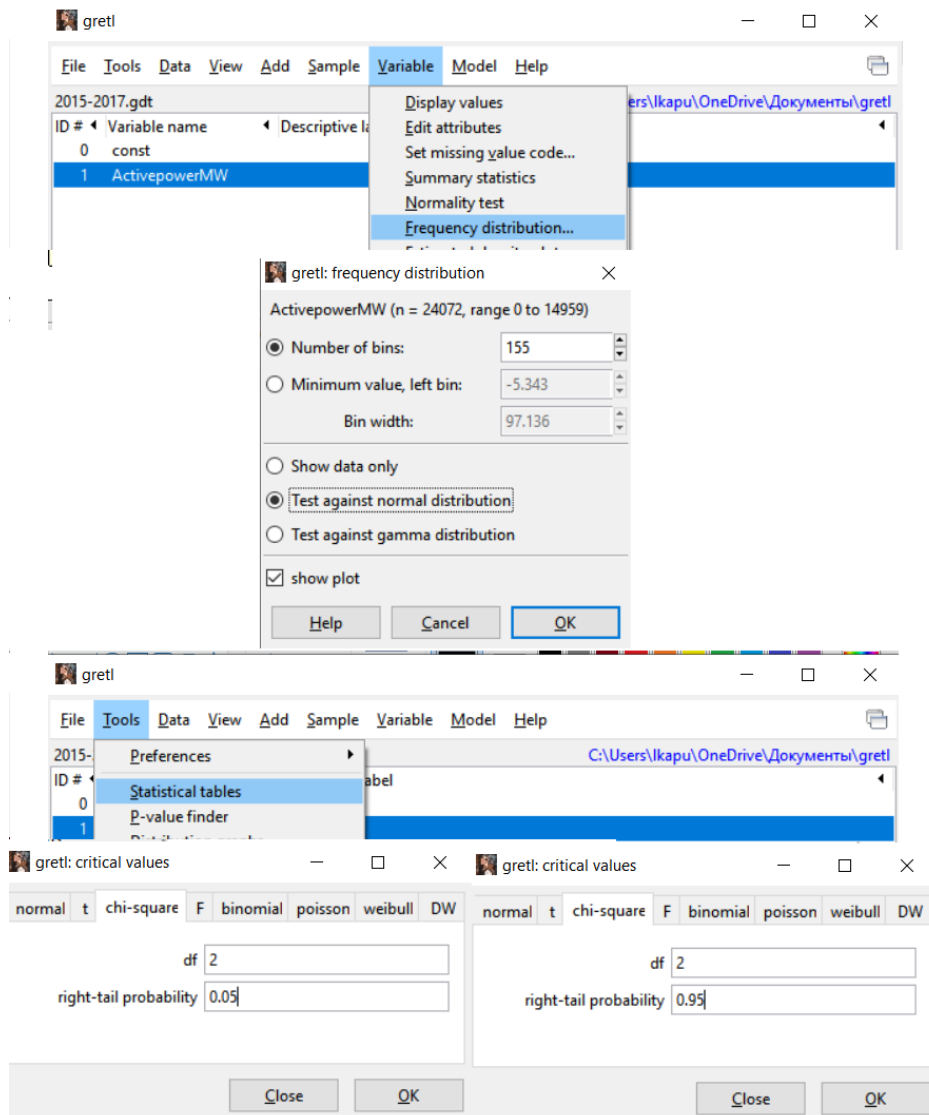 gretl
File Tools Data View Add Sample Variable Model Help
2015-2017.gdt ers\Ikapu\OneDrive\Документы\gretl
ID # Variable name Descriptive la
0 const
1 ActivepowerMW
Display values
Edit attributes
Set missing value code...
Summary statistics
Normality test
Frequency distribution...
gretl: frequency distribution
ActivepowerMW (n = 24072, range 0 to 14959)
Number of bins: 155
Minimum value, left bin: -5.343
Bin width: 97.136
Show data only
Test against normal distribution
Test against gamma distribution
show plot
Help Cancel OK
gretl
File Tools Data View Add Sample Variable Model Help
2015- C:\Users\Ikapu\OneDrive\Документы\gretl
ID # abel
0
1
Preferences
Statistical tables
P-value finder
gretl: critical values
normal t chi-square F binomial poisson weibull DW
df 2
right-tail probability 0.05
Close OK
gretl: critical values
normal t chi-square F binomial poisson weibull DW
df 2
right-tail probability 0.95
Close OK